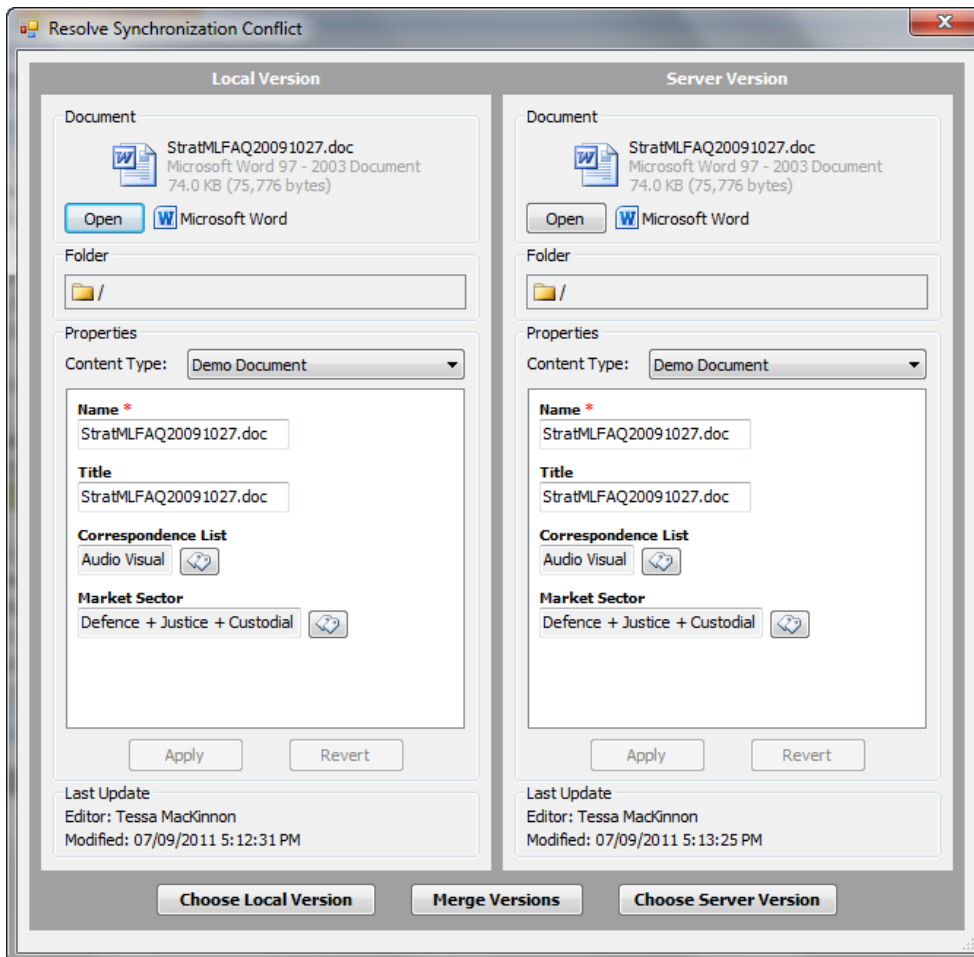 Resolve Synchronization Conflict
Local Version
Document
StratMLFAQ20091027.doc
Microsoft Word 97 - 2003 Document
74.0 KB (75,776 bytes)
Open
Microsoft Word
Folder
/
Properties
Content Type:
Demo Document
Name *
StratMLFAQ20091027.doc
Title
StratMLFAQ20091027.doc
Correspondence List
Audio Visual
Market Sector
Defence + Justice + Custodial
Apply
Revert
Last Update
Editor: Tessa MacKinnon
Modified: 07/09/2011 5:12:31 PM
Server Version
Document
StratMLFAQ20091027.doc
Microsoft Word 97 - 2003 Document
74.0 KB (75,776 bytes)
Open
Microsoft Word
Folder
/
Properties
Content Type:
Demo Document
Name *
StratMLFAQ20091027.doc
Title
StratMLFAQ20091027.doc
Correspondence List
Audio Visual
Market Sector
Defence + Justice + Custodial
Apply
Revert
Last Update
Editor: Tessa MacKinnon
Modified: 07/09/2011 5:13:25 PM
Choose Local Version
Merge Versions
Choose Server Version